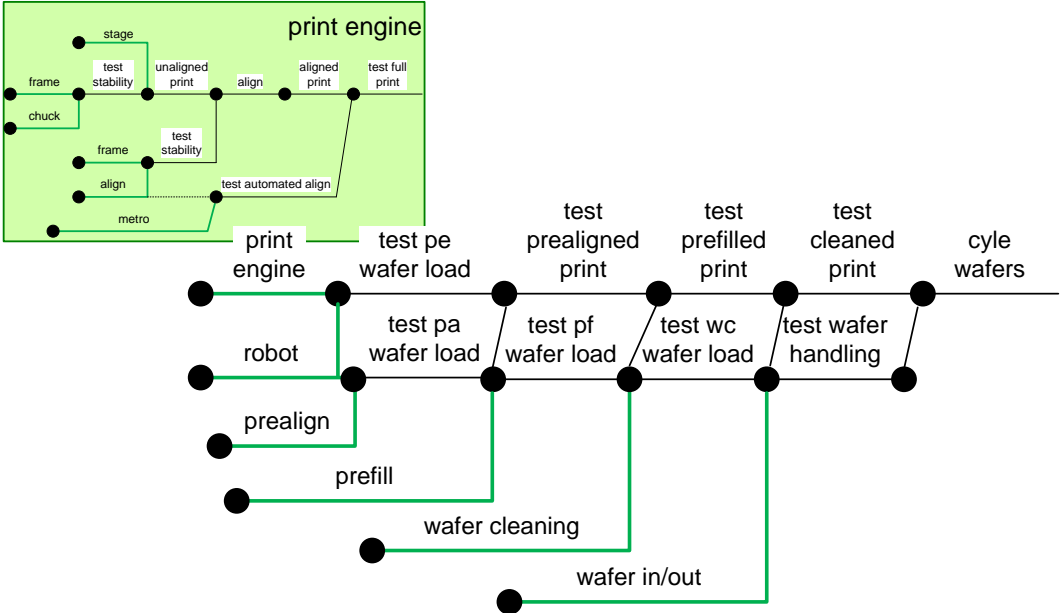 print engine
stage
test
stability
unaligned
print
align
aligned
print
test full
print
frame
chuck
test
stability
frame
align
test automated align
metro
print
engine
test pe
wafer load
test
prealigned
print
test
prefilled
print
test
cleaned
print
cyle
wafers
robot
test pa
wafer load
test pf
wafer load
test wc
wafer load
test wafer
handling
prealign
prefill
wafer cleaning
wafer in/out